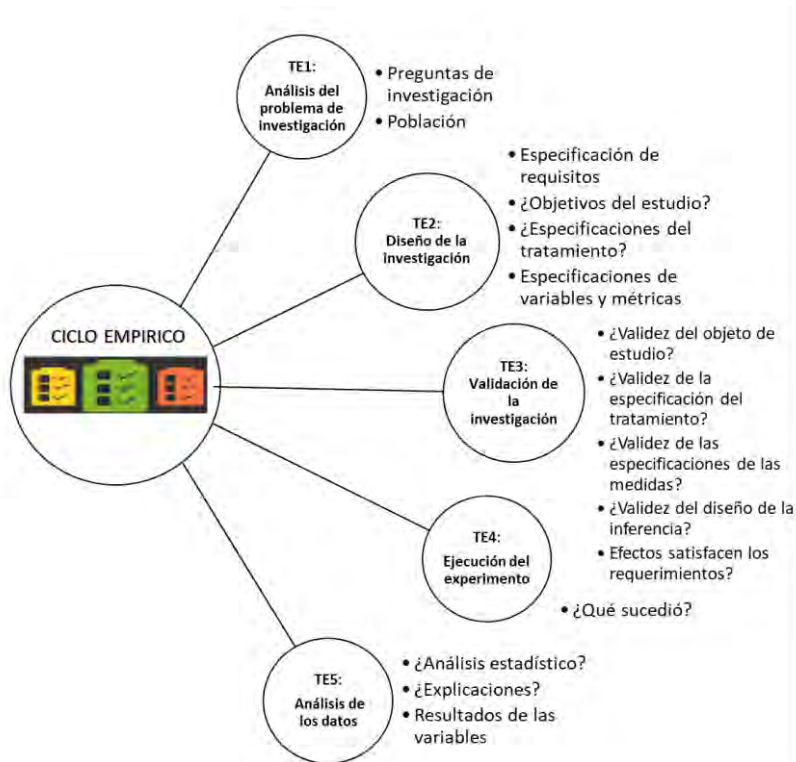 TE1:
Análisis del
problema de
investigación
• Preguntas de
investigación
• Población
TE2:
Diseño de la
investigación
• Especificación de
requisitos
• ¿Objetivos del estudio?
• ¿Especificaciones del
tratamiento?
• Especificaciones de
variables y métricas
CICLO EMPIRICO
TE3:
Validación de
la
investigación
• ¿Validez del objeto de
estudio?
• ¿Validez de la
especificación del
tratamiento?
• ¿Validez de las
especificaciones de las
medidas?
• ¿Validez del diseño de la
inferencia?
• Efectos satisfacen los
requerimientos?
TE4:
Ejecución del
experimento
• ¿Qué sucedió?
TE5:
Análisis de
los datos
• ¿Análisis estadístico?
• ¿Explicaciones?
• Resultados de las
variables